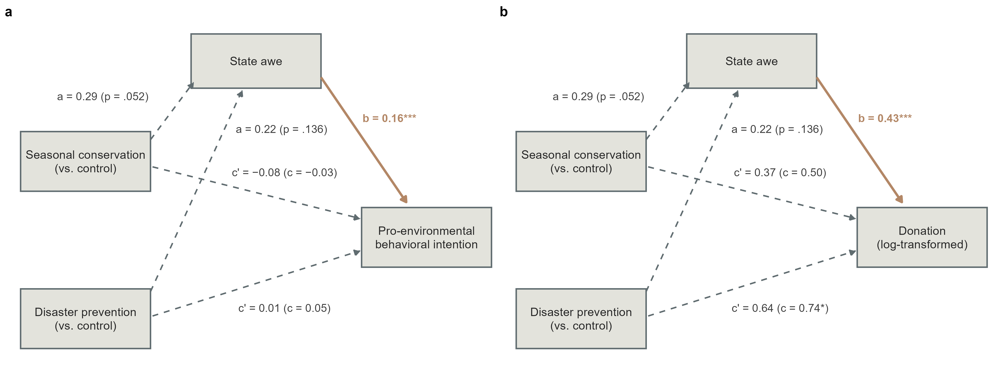 a
State awe
a = 0.29 (p = .052)
b = 0.16***
a = 0.22 (p = .136)
Seasonal conservation
(vs. control)
c' = −0.08 (c = −0.03)
Pro-environmental
behavioral intention
Disaster prevention
(vs. control)
c' = 0.01 (c = 0.05)
b
State awe
a = 0.29 (p = .052)
b = 0.43***
a = 0.22 (p = .136)
Seasonal conservation
(vs. control)
c' = 0.37 (c = 0.50)
Donation
(log-transformed)
Disaster prevention
(vs. control)
c' = 0.64 (c = 0.74*)